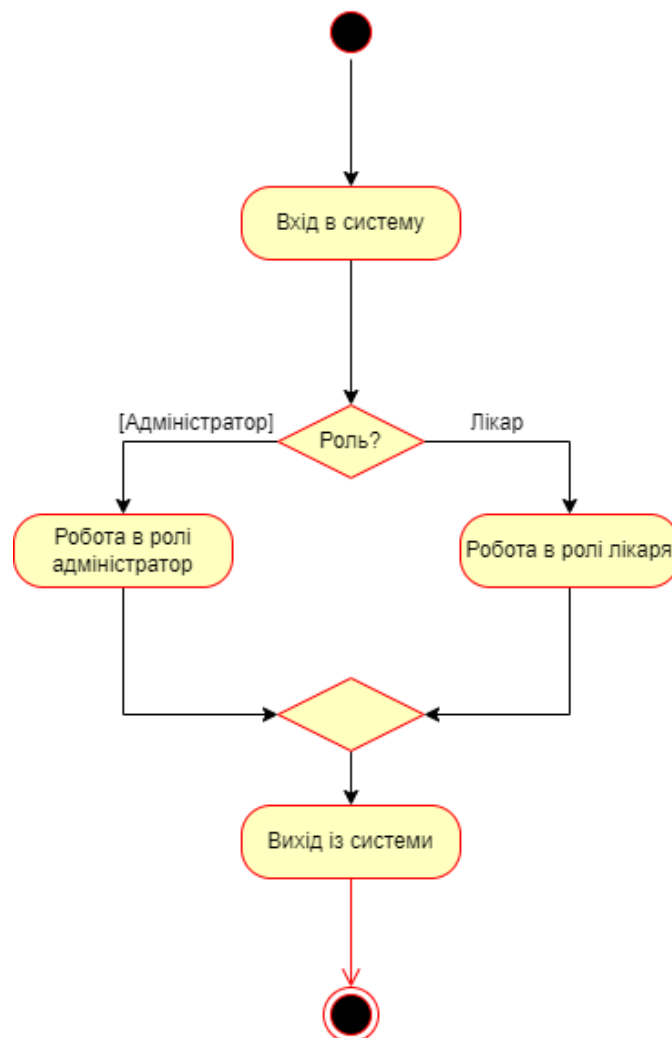 Вхід в систему
[Адміністратор]
Роль?
Лікар
Робота в ролі
адміністратор
Робота в ролі лікаря
Вихід із системи